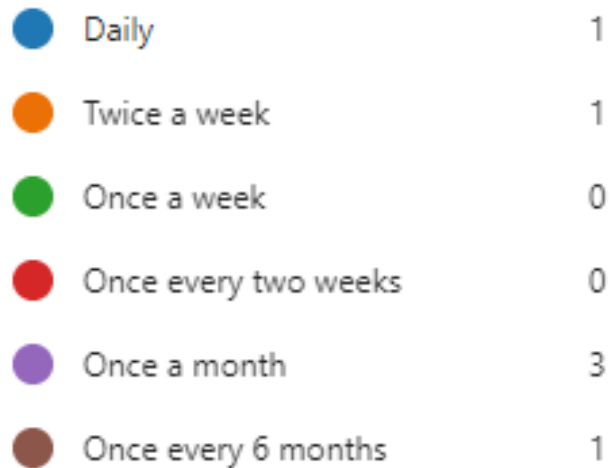 Daily 1
Twice a week 1
Once a week 0
Once every two weeks 0
Once a month 3
Once every 6 months 1